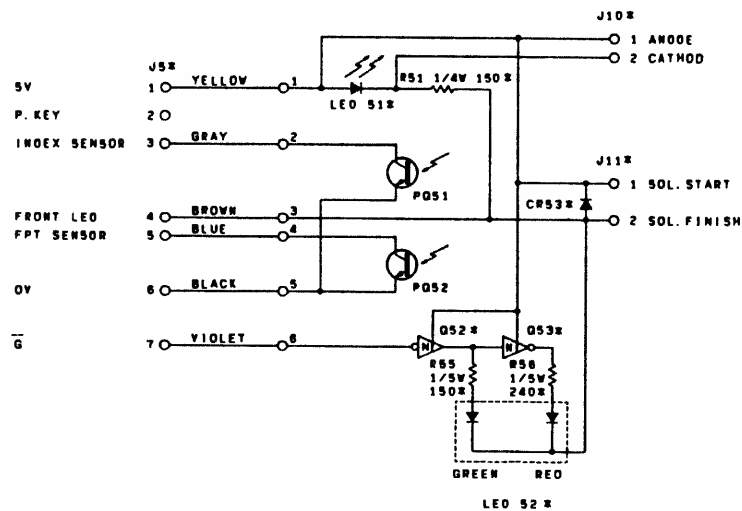 J10*
1 ANODE
2 CATHOD
J5*
5V 1 YELLOW 1
LED 51*
R51 1/4W 150*
P.KEY 2
INDEX SENSOR 3 GRAY 2
PQ51
J11*
1 SOL.START
CR53*
2 SOL.FINISH
FRONT LED 4 BROWN 3
FPT SENSOR 5 BLUE 4
PQ52
0V 6 BLACK 5
G 7 VIOLET 6
Q52* Q53*
N N
R55 R56
1/5W 1/5W
150* 240*
GREEN RED
LED 52*